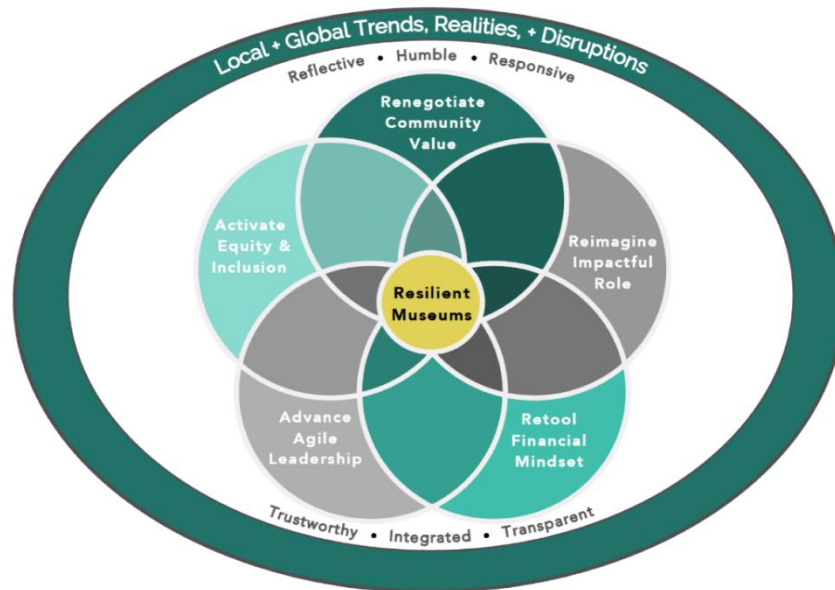 Local + Global Trends, Realities, + Disruptions
Reflective • Humble • Responsive
Renegotiate
Community
Value
Activate
Equity &
Inclusion
Reimagine
Impactful
Role
Resilient
Museums
Advance
Agile
Leadership
Retool
Financial
Mindset
Trustworthy • Integrated • Transparent